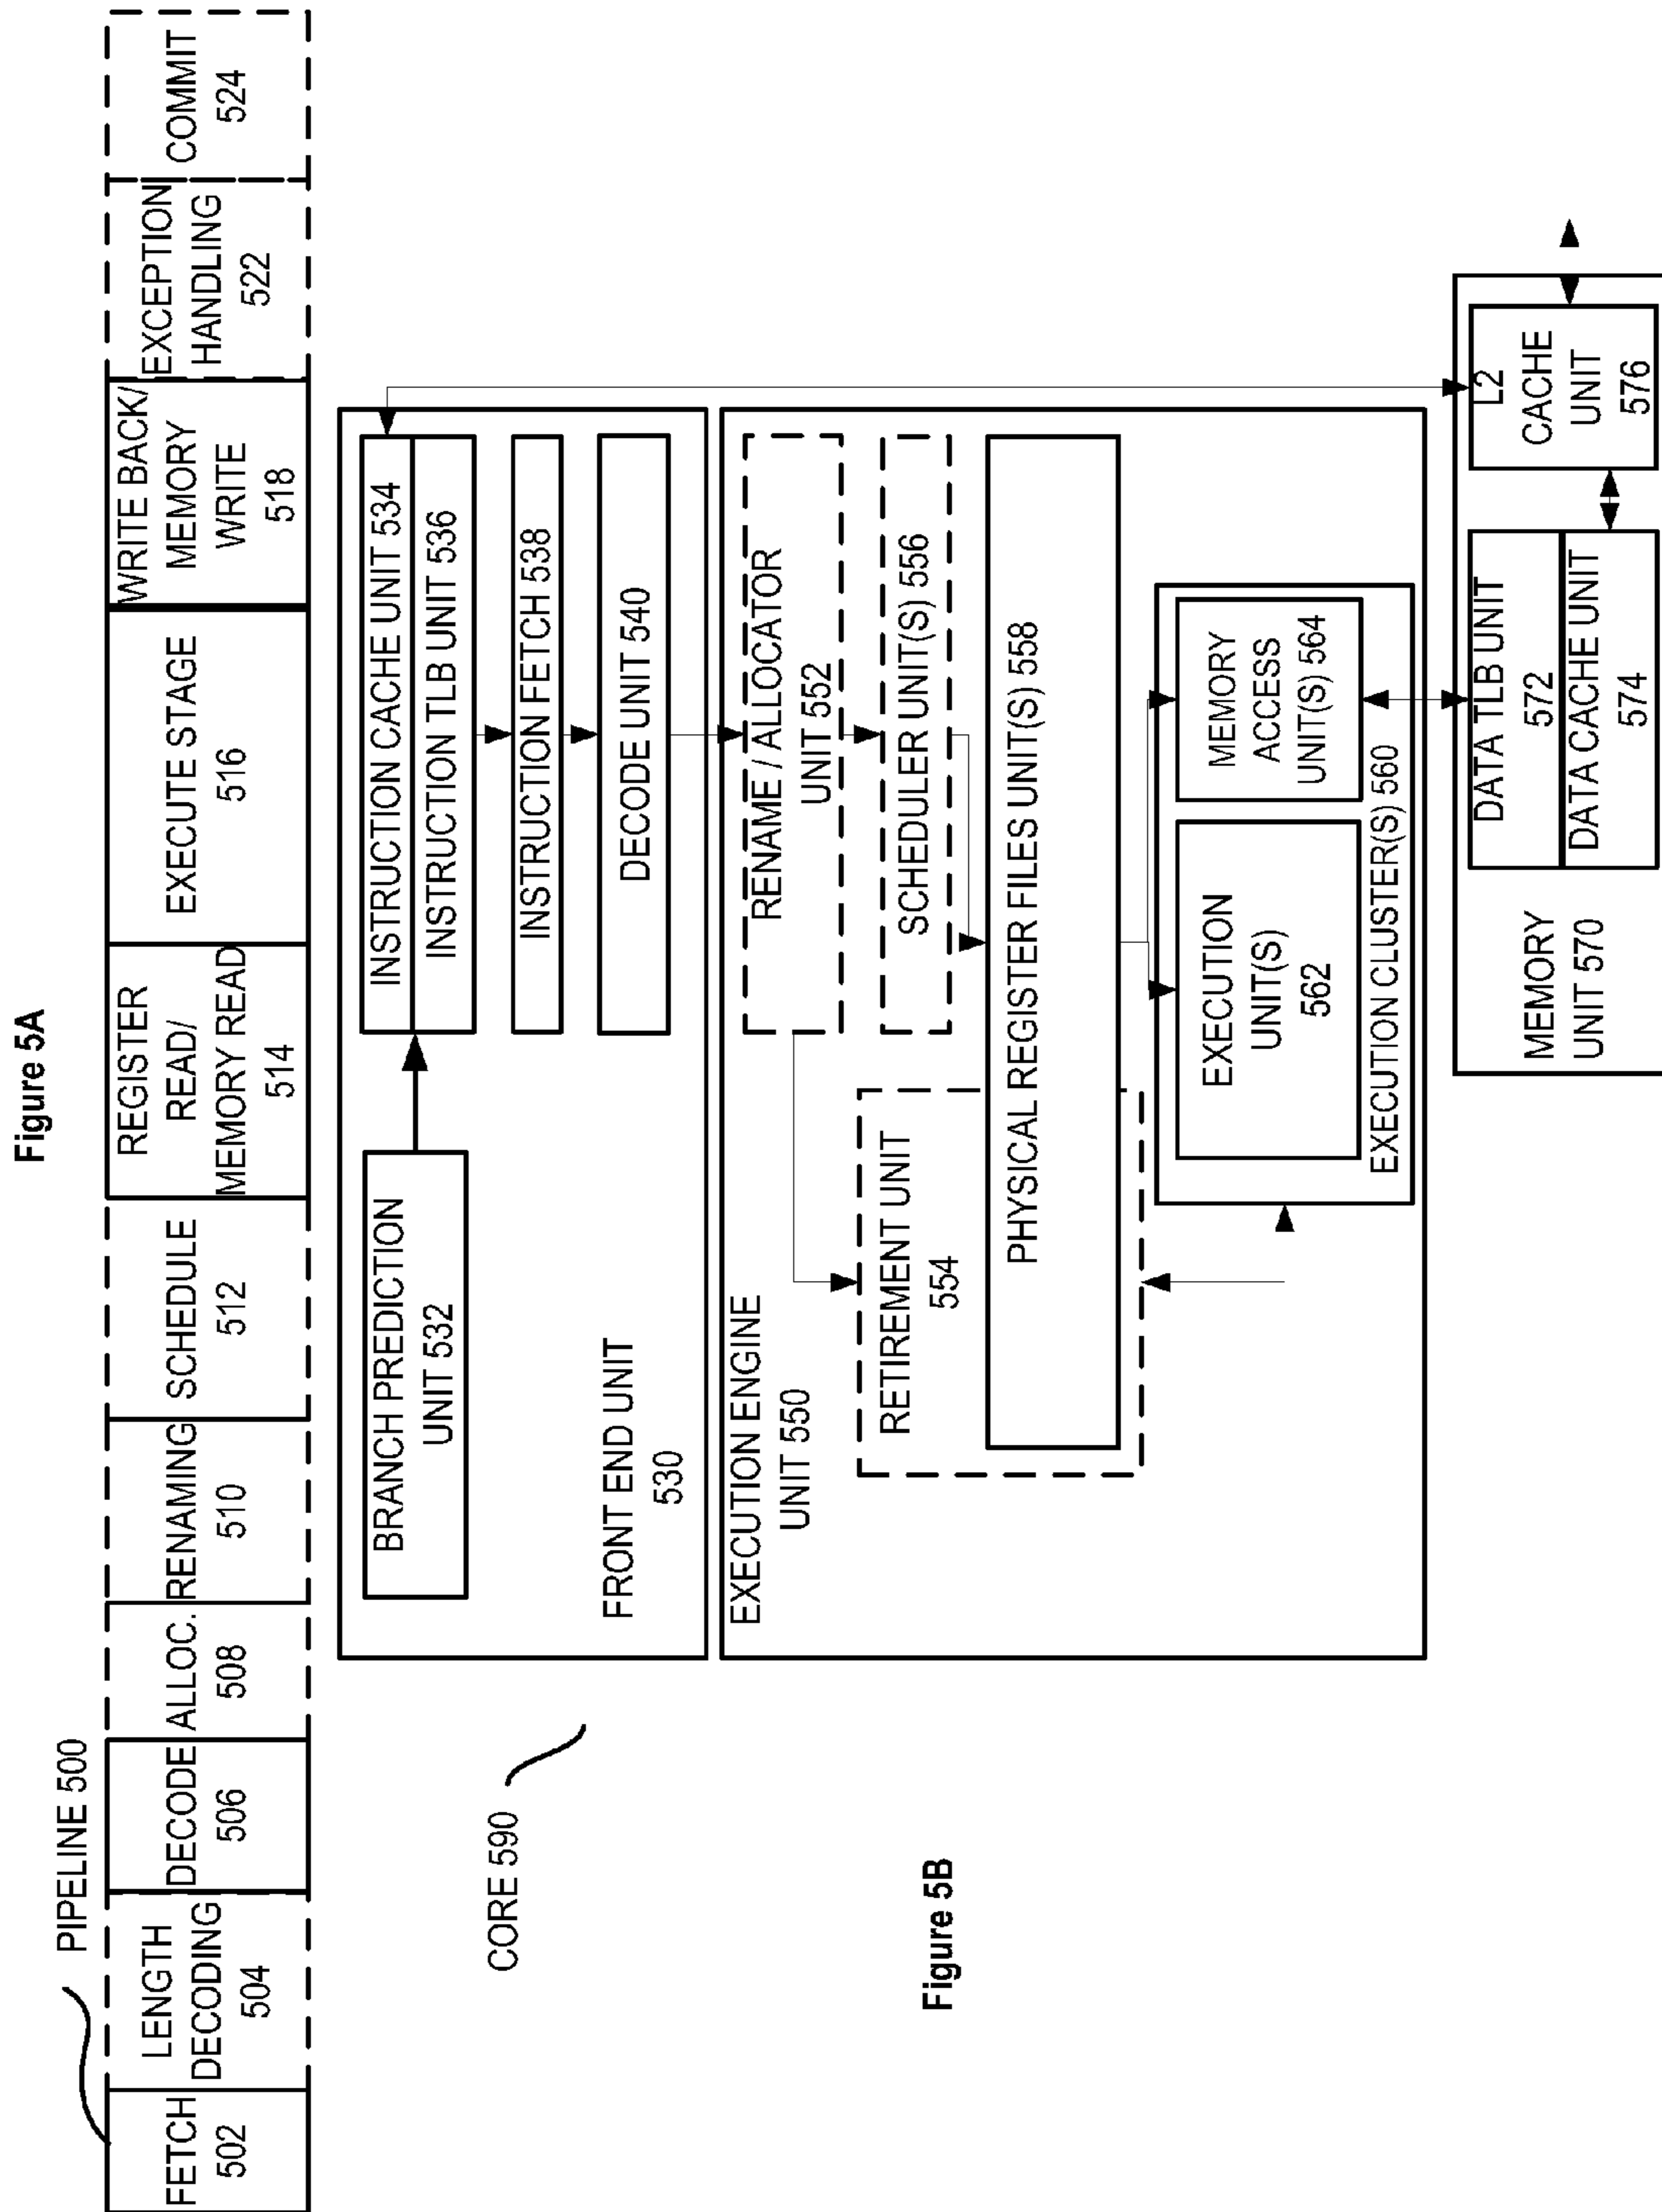 Figure 5A
PIPELINE 500
FETCH
502
LENGTH
DECODING
504
DECODE
506
ALLOC.
508
RENAMING
510
SCHEDULE
512
REGISTER
READ/
MEMORY READ
514
EXECUTE STAGE
516
WRITE BACK/
MEMORY
WRITE
518
EXCEPTION
HANDLING
522
COMMIT
524
CORE 590
BRANCH PREDICTION
UNIT 532
INSTRUCTION CACHE UNIT 534
INSTRUCTION TLB UNIT 536
INSTRUCTION FETCH 538
DECODE UNIT 540
FRONT END UNIT
530
EXECUTION ENGINE
UNIT 550
RENAME / ALLOCATOR
UNIT 552
RETIREMENT UNIT
554
SCHEDULER UNIT(S) 556
PHYSICAL REGISTER FILES UNIT(S) 558
EXECUTION
UNIT(S)
562
MEMORY
ACCESS
UNIT(S) 564
EXECUTION CLUSTER(S) 560
MEMORY
UNIT 570
DATA TLB UNIT
572
DATA CACHE UNIT
574
L2
CACHE
UNIT
576
Figure 5B